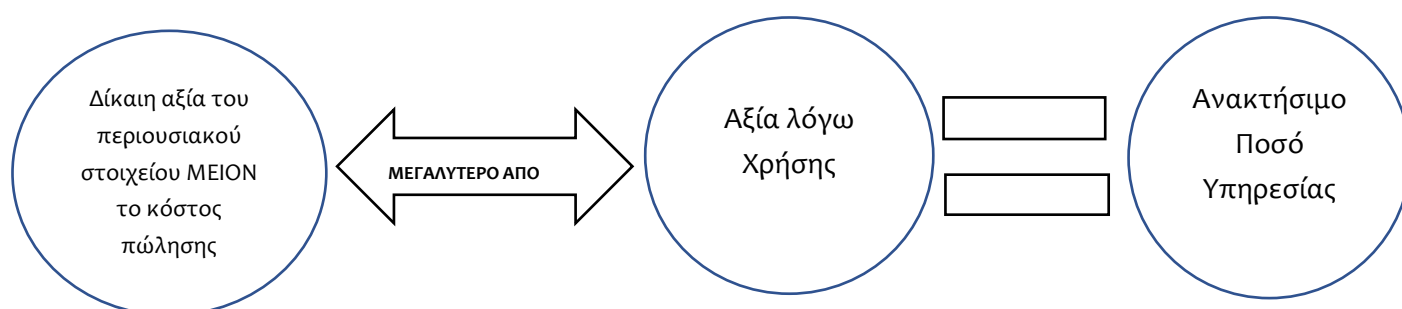 Δίκαιη αξία του
περιουσιακού
στοιχείου ΜΕΙΟΝ
το κόστος
πώλησης
ΜΕΓΑΛΥΤΕΡΟ ΑΠΟ
Αξία λόγω
Χρήσης
Ανακτήσιμο
Ποσό
Υπηρεσίας